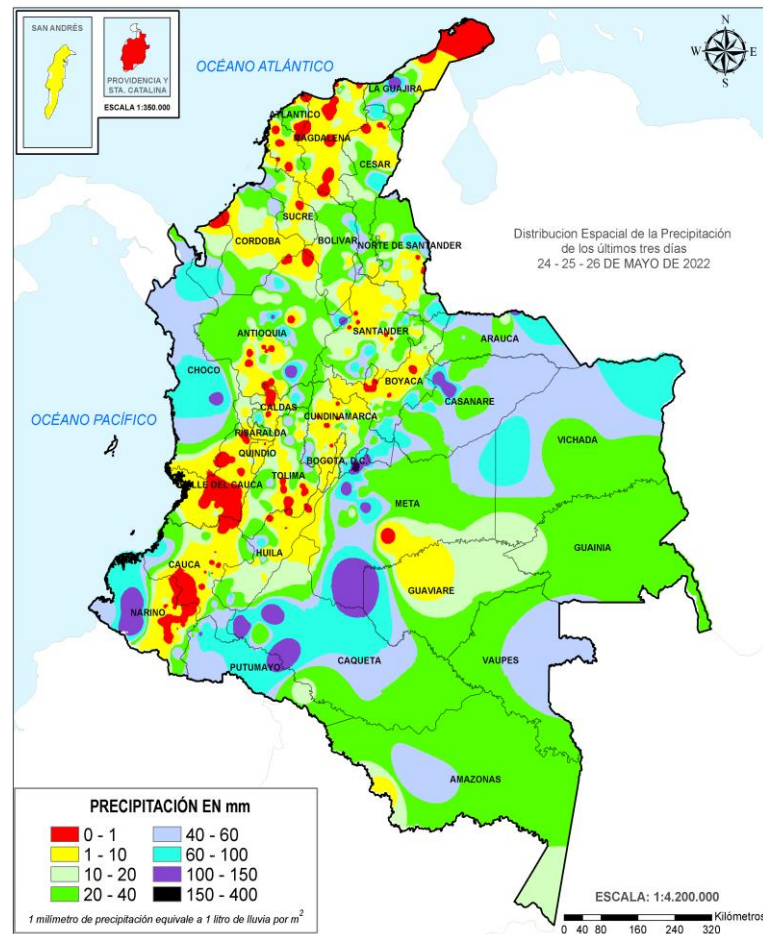 SAN ANDRÉS
PROVIDENCIA Y
STA. CATALINA
ESCALA 1:350.000
OCÉANO ATLÁNTICO
N
W
E
S
LA GUAJIRA
ATLANTICO
MAGDALENA
CESAR
SUCRE
CORDOBA
BOLIVAR
NORTE DE SANTANDER
Distribucion Espacial de la Precipitación
de los últimos tres días
24 - 25 - 26 DE MAYO DE 2022
ANTIOQUIA
SANTANDER
ARAUCA
CHOCO
BOYACA
CASANARE
OCÉANO PACÍFICO
CALDAS
CUNDINAMARCA
RISARALDA
VICHADA
QUINDIO
BOGOTA, D.C.
TOLIMA
VALLE DEL CAUCA
META
HUILA
GUAINIA
CAUCA
GUAVIARE
NARIÑO
PUTUMAYO
CAQUETA
VAUPES
AMAZONAS
PRECIPITACIÓN EN mm
0 - 1
40 - 60
1 - 10
60 - 100
10 - 20
100 - 150
20 - 40
150 - 400
1 milímetro de precipitación equivale a 1 litro de lluvia por m²
ESCALA: 1:4.200.000
Kilómetros
0 40 80 160 240 320